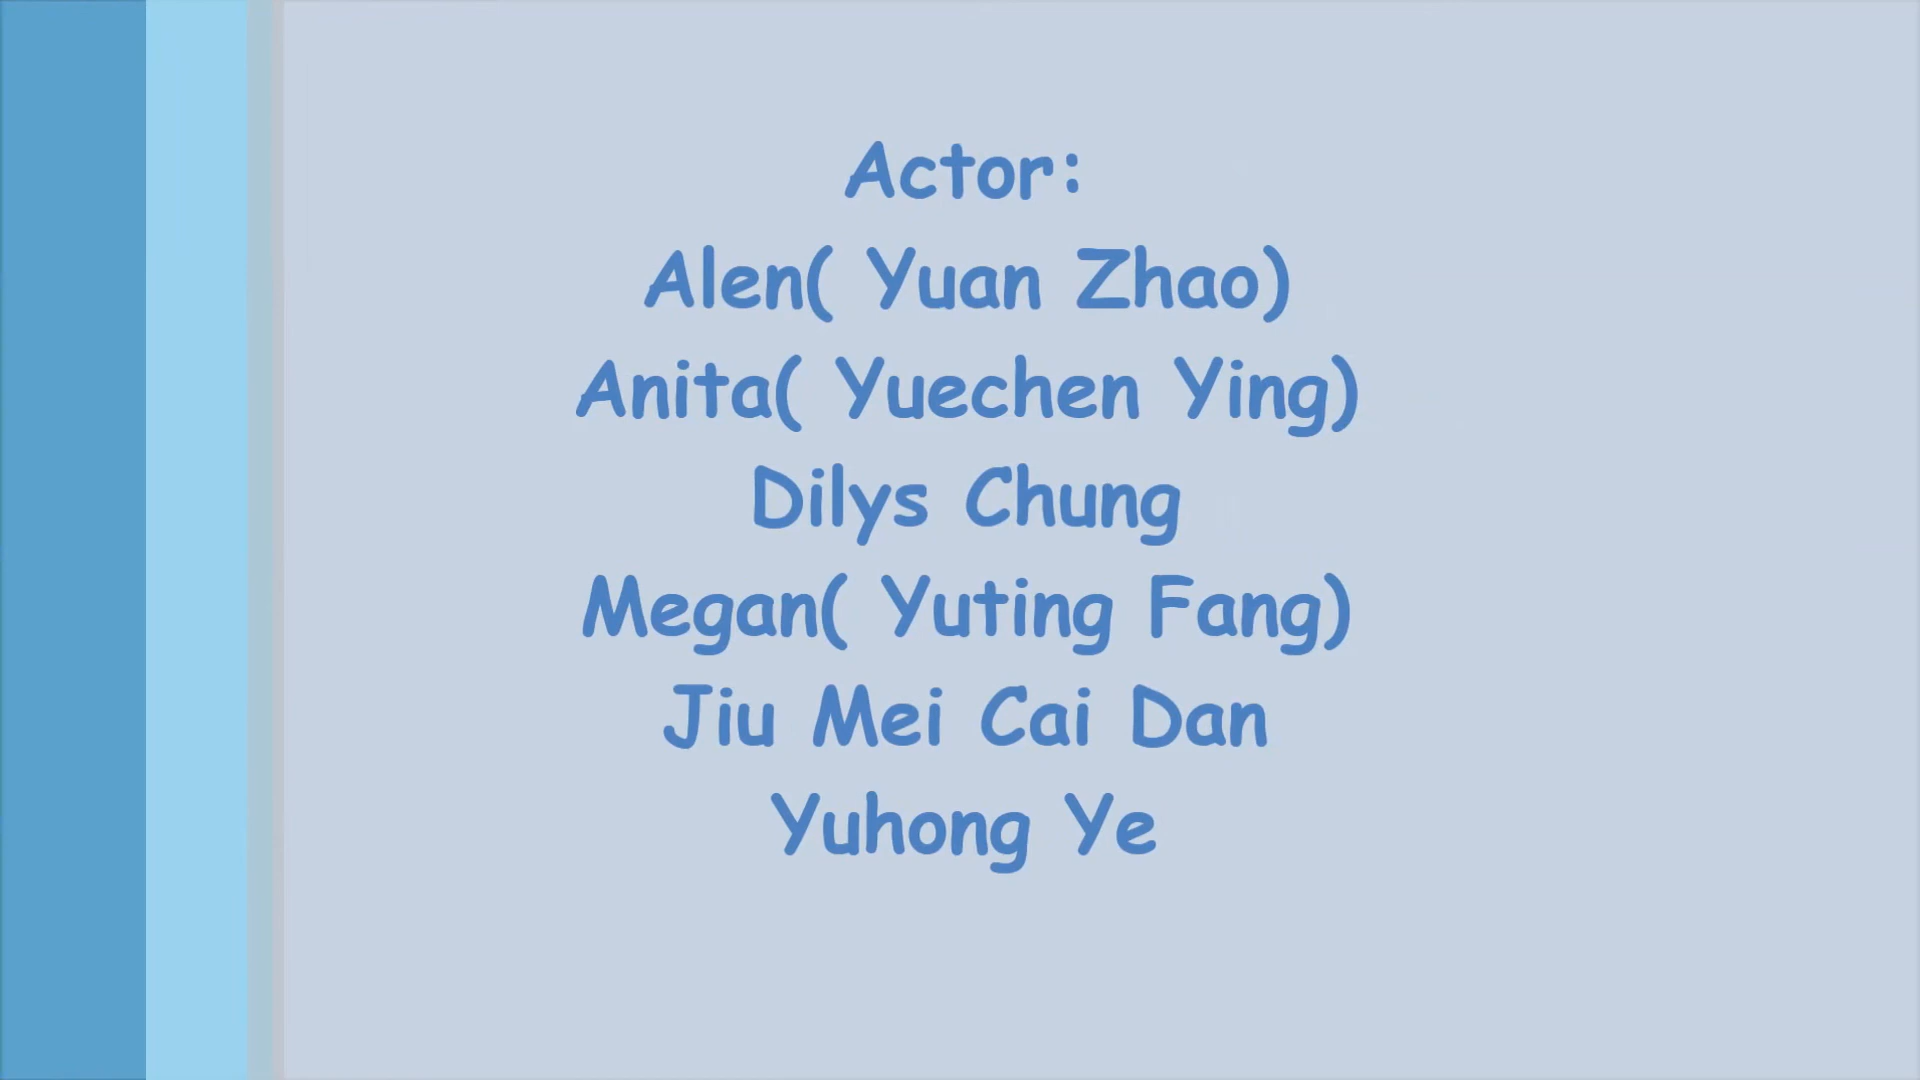 Actor:
Alen( Yuan Zhao)
Anita( Yuechen Ying)
Dilys Chung
Megan( Yuting Fang)
Jiu Mei Cai Dan
Yuhong Ye